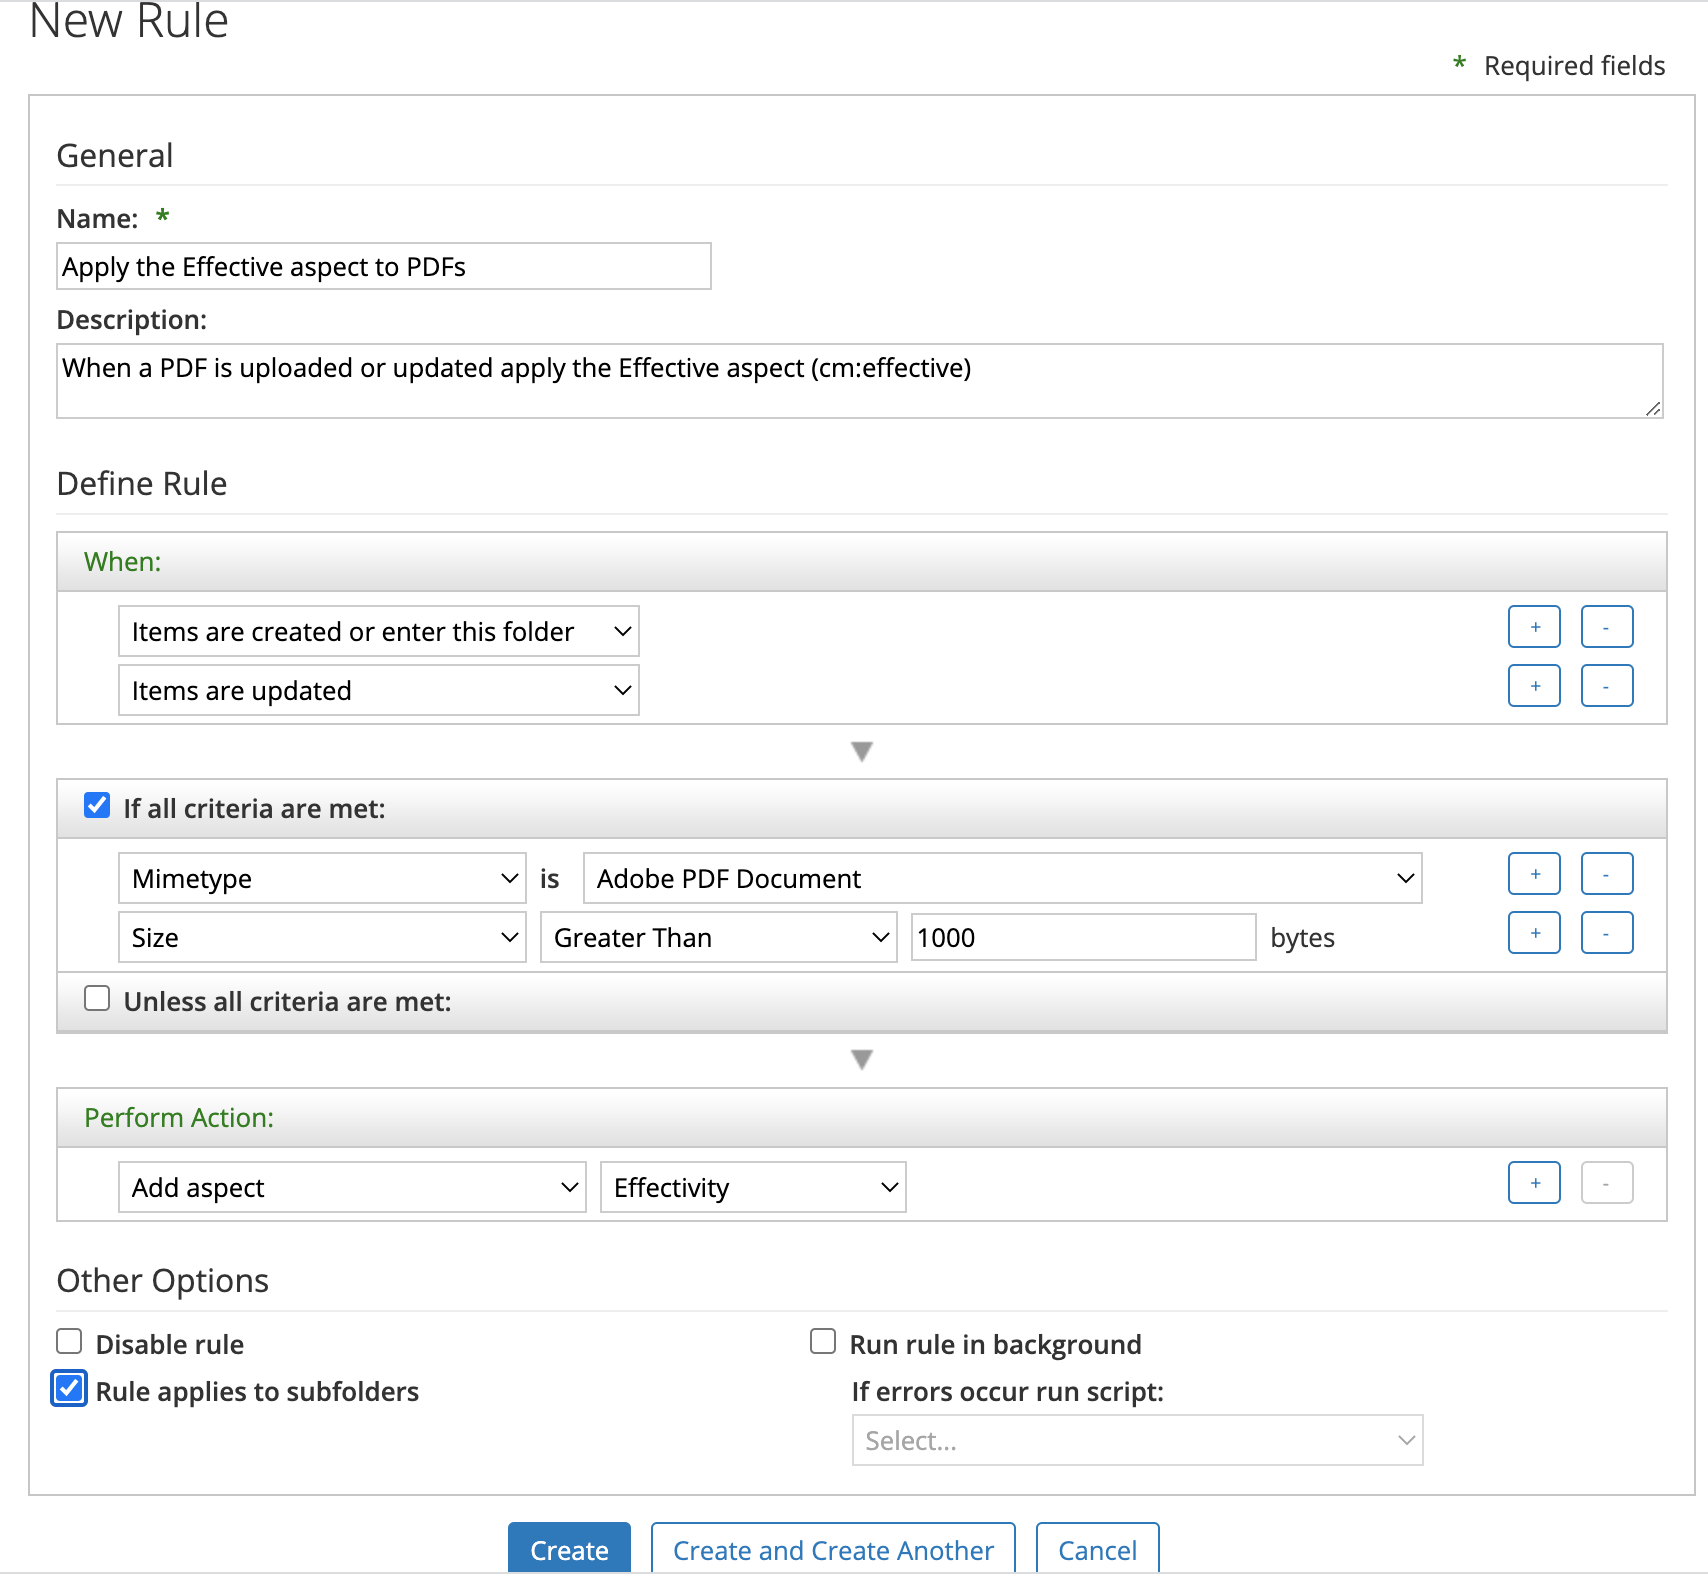 New Rule
* Required fields
General
Name: *
Apply the Effective aspect to PDFs
Description:
When a PDF is uploaded or updated apply the Effective aspect (cm:effective)
Define Rule
When:
Items are created or enter this folder + -
Items are updated + -
If all criteria are met:
Mimetype is Adobe PDF Document + -
Size Greater Than 1000 bytes + -
Unless all criteria are met:
Perform Action:
Add aspect Effectivity + -
Other Options
Disable rule Run rule in background
Rule applies to subfolders If errors occur run script:
Select...
Create Create and Create Another Cancel